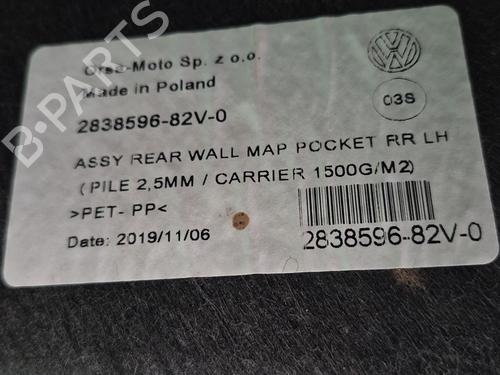 B-PARTS
Orsa-Moto Sp. z o.o.
Made in Poland
03S
2838596-82V-0
ASSY REAR WALL MAP POCKET RR LH
(PILE 2,5MM / CARRIER 1500G/M2)
>PET- PP<
Date: 2019/11/06
2838596-82V-0